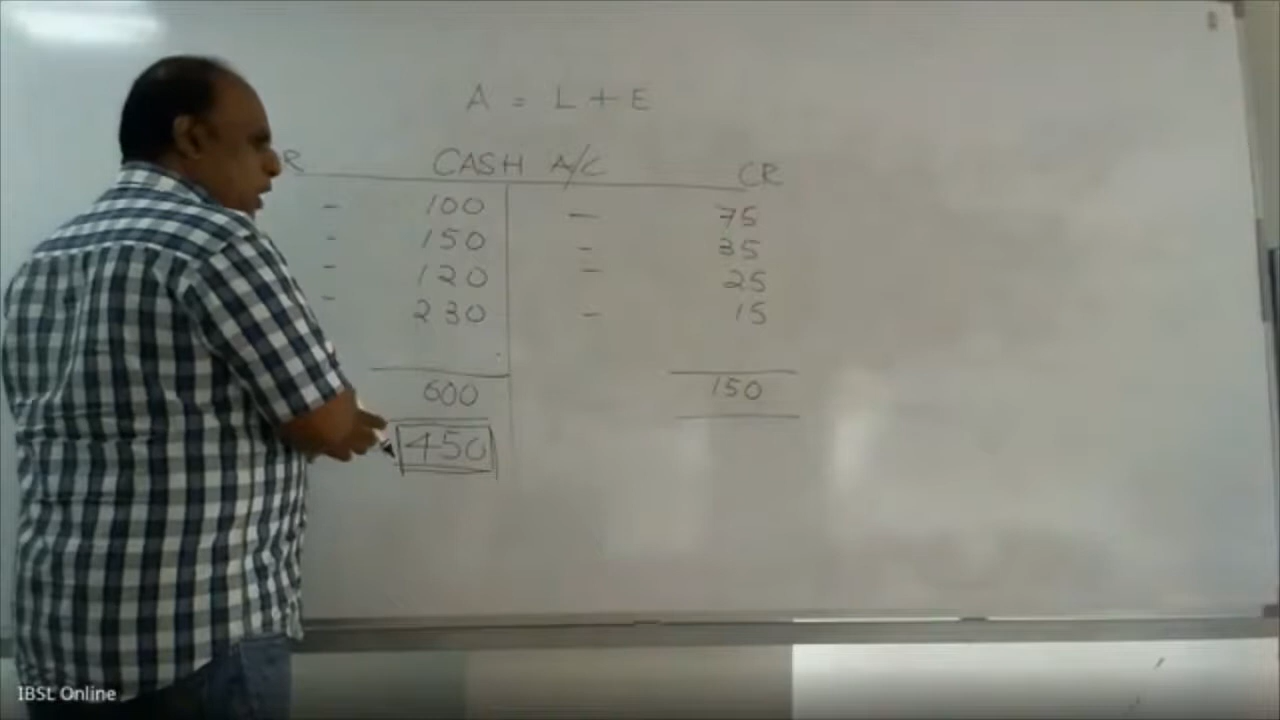 A = L + E
R CASH A/C CR
- 100 - 75
- 150 - 35
- 120 - 25
- 230 - 15
600 150
450
IBSL Online